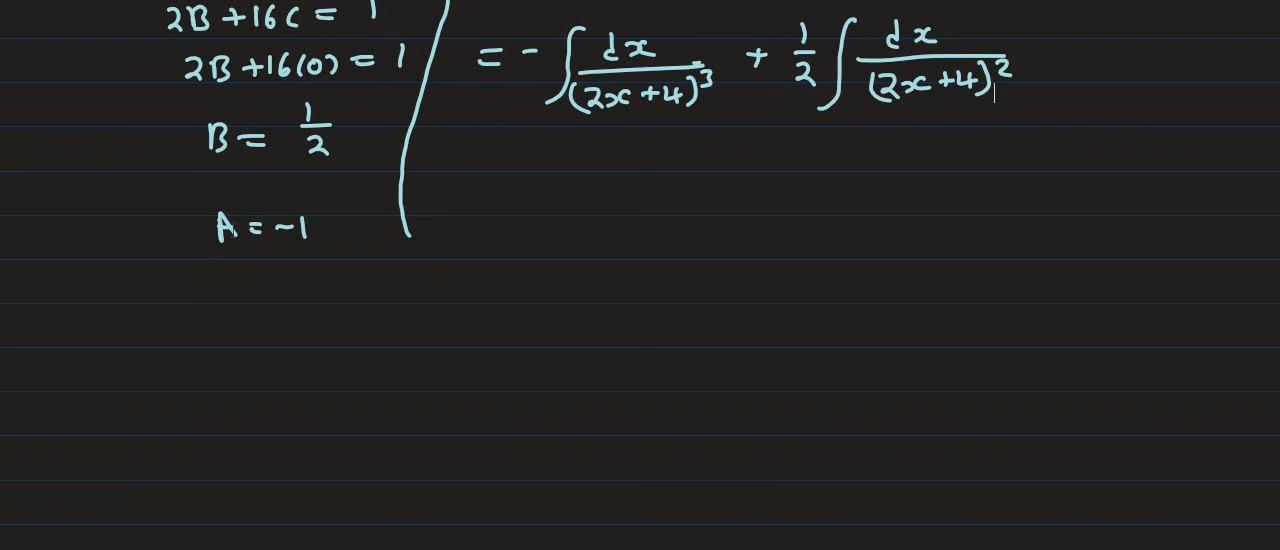 2B + 16C = 1
2B + 16(0) = 1
B = 1/2
A = -1
= - ∫ dx/(2x+4)^3 + 1/2 ∫ dx/(2x+4)^2